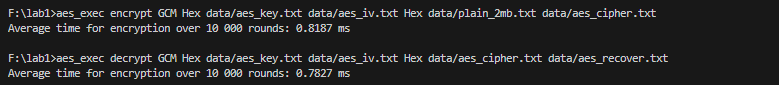 F:\lab1>aes_exec encrypt GCM Hex data/aes_key.txt data/aes_iv.txt Hex data/plain_2mb.txt data/aes_cipher.txt
Average time for encryption over 10 000 rounds: 0.8187 ms
F:\lab1>aes_exec decrypt GCM Hex data/aes_key.txt data/aes_iv.txt Hex data/aes_cipher.txt data/aes_recover.txt
Average time for encryption over 10 000 rounds: 0.7827 ms